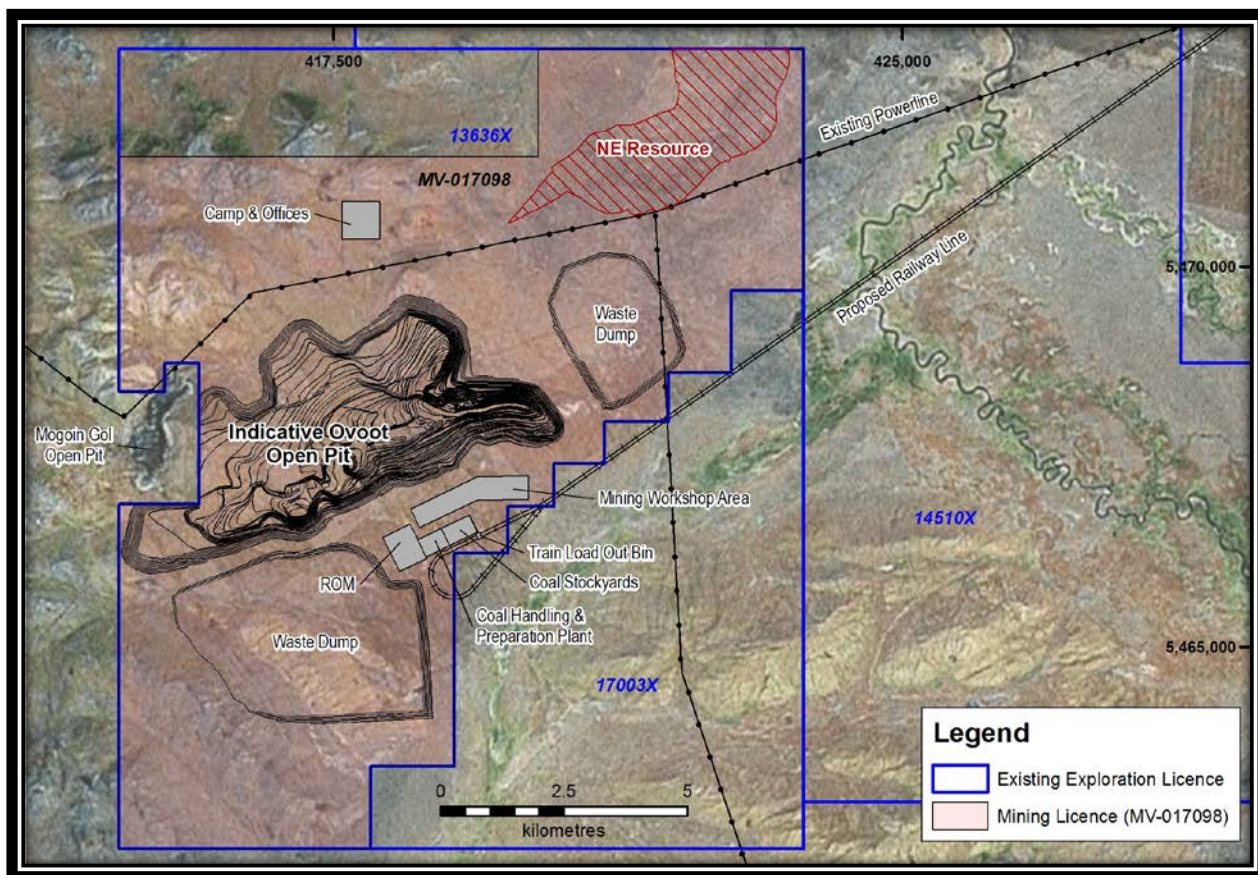 417,500
425,000
Existing Powerline
13636X
NE Resource
MV-017098
Camp & Offices
Proposed Railway Line
5,470,000
Waste
Dump
Mogoin Gol
Open Pit
Indicative Ovoot
Open Pit
Mining Workshop Area
14510X
Train Load Out Bin
ROM
Coal Stockyards
Coal Handling &
Preparation Plant
Waste Dump
5,465,000
17003X
Legend
Existing Exploration Licence
Mining Licence (MV-017098)
0 2.5 5
kilometres